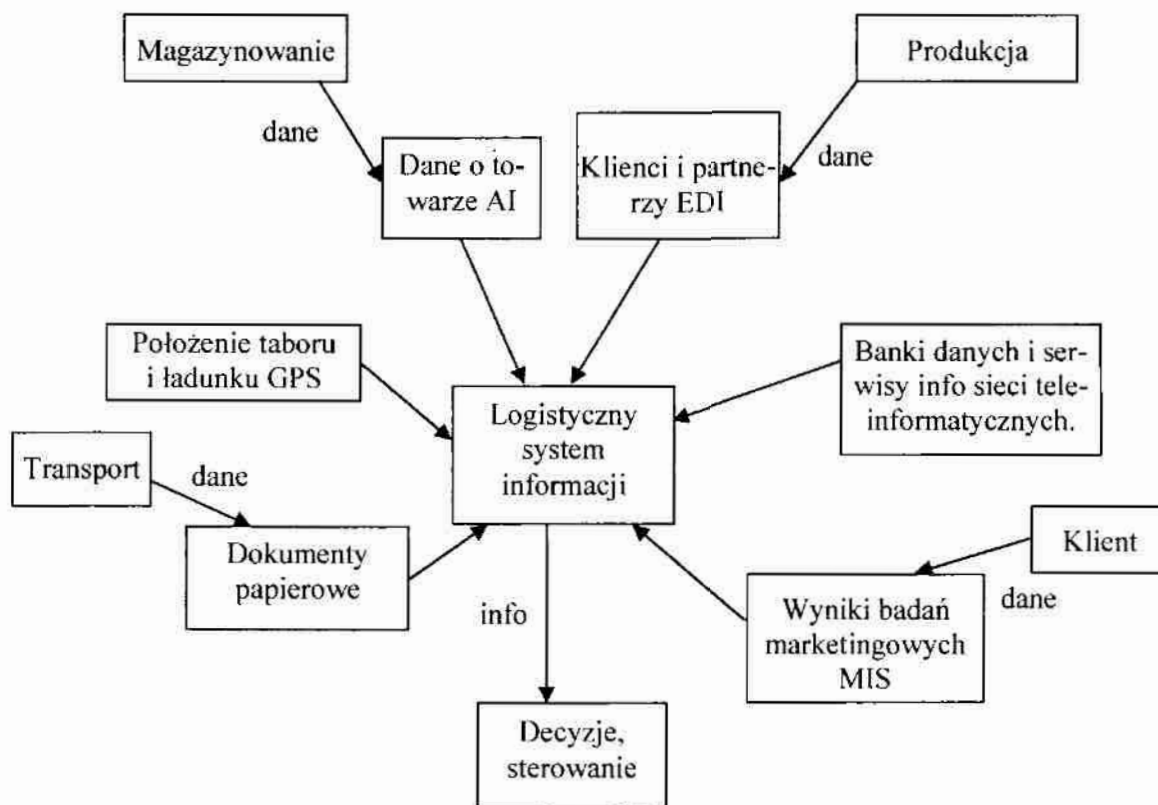 Magazynowanie
Produkcja
dane
dane
Dane o to-
warze AI
Klienci i partne-
rzy EDI
Położenie taboru
i ładunku GPS
Banki danych i ser-
wisy info sieci tele-
informatycznych.
Logistyczny
system
informacji
Transport
dane
Dokumenty
papierowe
Klient
dane
Wyniki badań
marketingowych
MIS
info
Decyzje,
sterowanie